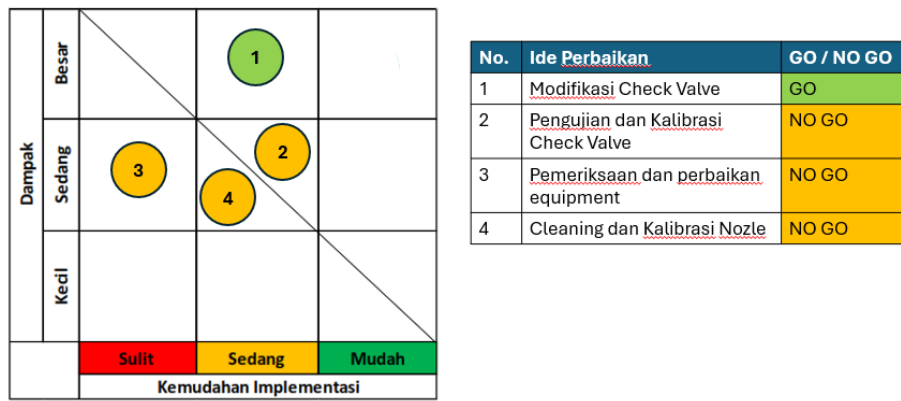 Dampak
Besar
Sedang
Kecil
1
2
3
4
Sulit
Sedang
Mudah
Kemudahan Implementasi
No. Ide Perbaikan GO / NO GO
1 Modifikasi Check Valve GO
2 Pengujian dan Kalibrasi NO GO
Check Valve
3 Pemeriksaan dan perbaikan NO GO
equipment
4 Cleaning dan Kalibrasi Nozle NO GO